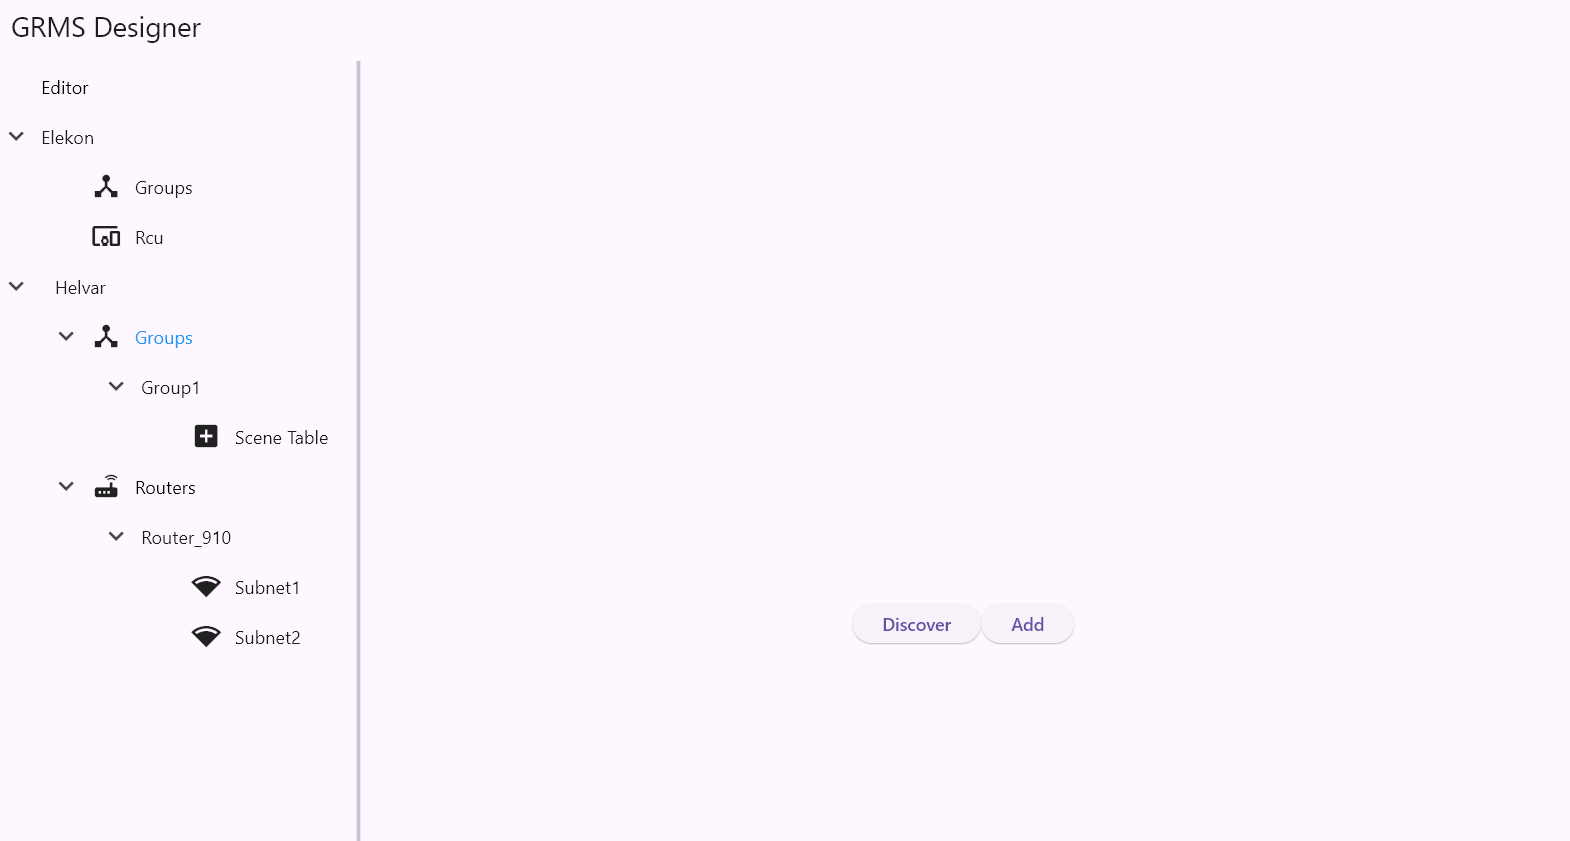 GRMS Designer
Editor
Elekon
Groups
Rcu
Helvar
Groups
Group1
Scene Table
Routers
Router_910
Subnet1
Subnet2
Discover
Add